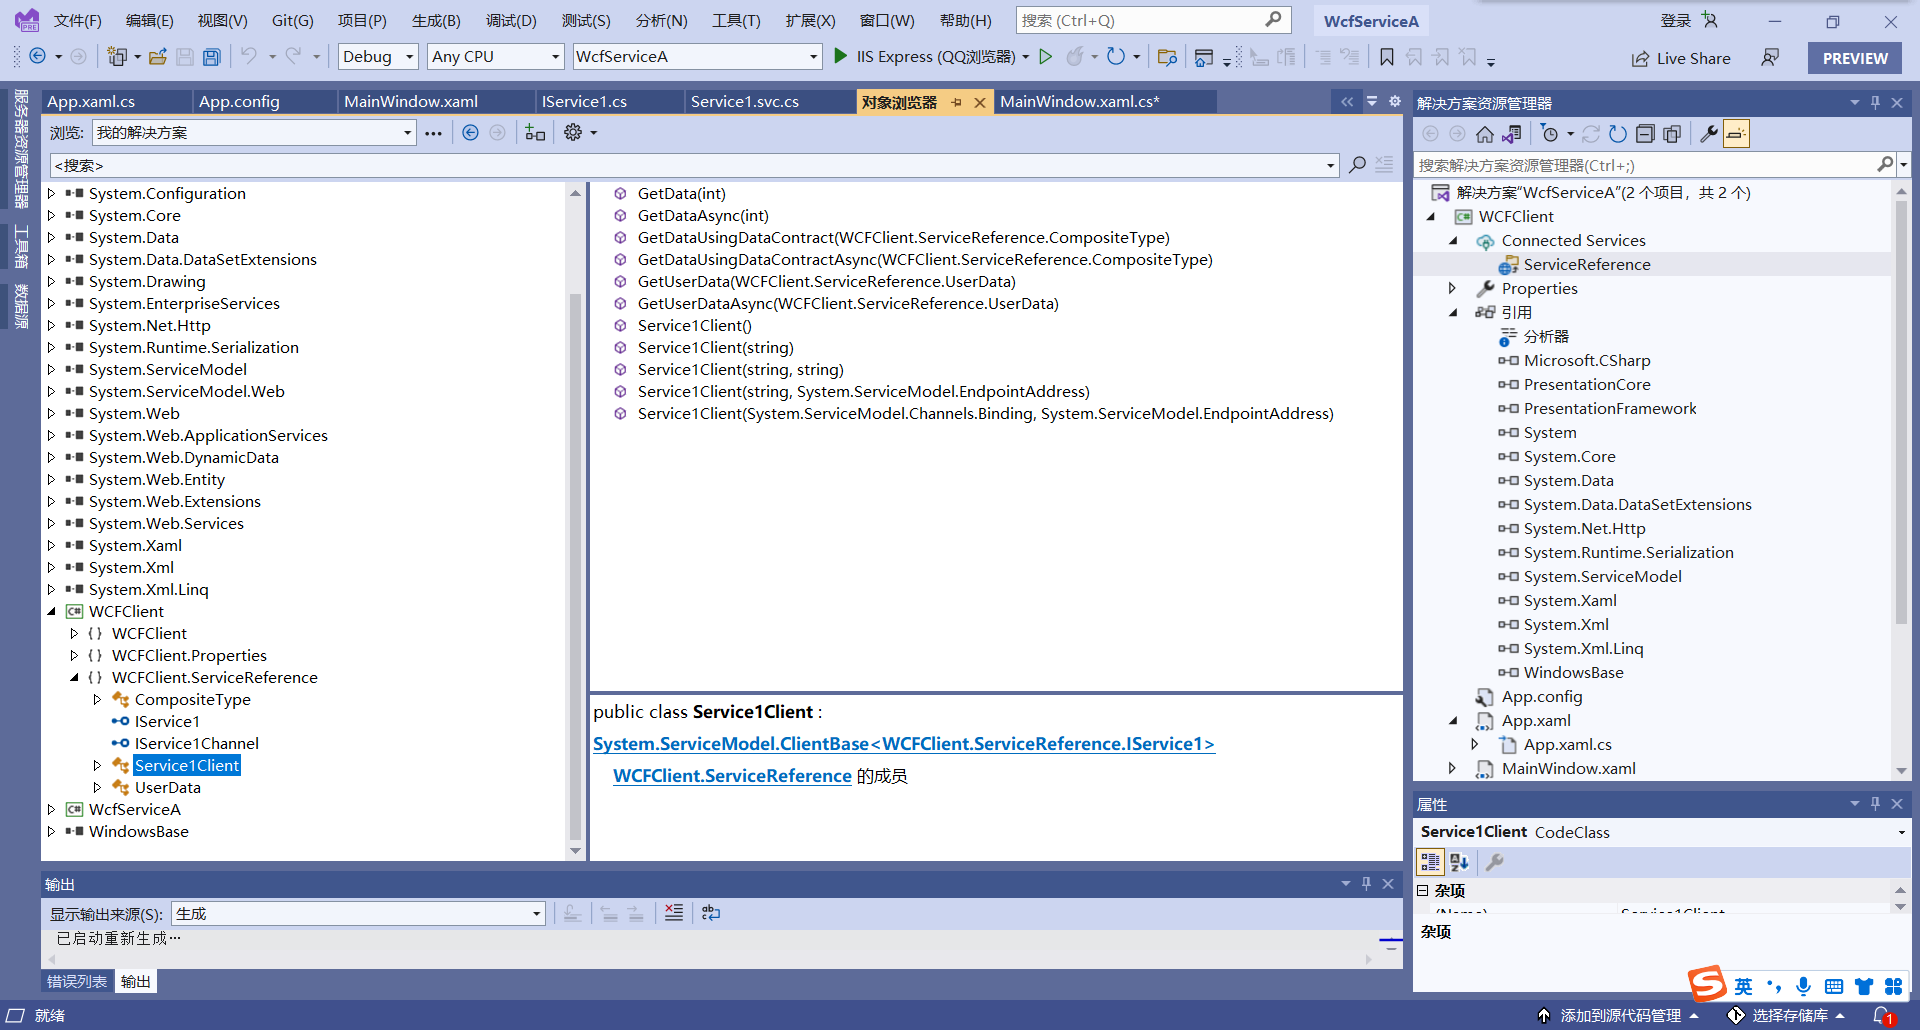 文件(F) 编辑(E) 视图(V) Git(G) 项目(P) 生成(B) 调试(D) 测试(S) 分析(N) 工具(T) 扩展(X) 窗口(W) 帮助(H) 搜索 (Ctrl+Q) WcfServiceA 登录
Debug Any CPU WcfServiceA IIS Express (QQ浏览器) Live Share PREVIEW
服务器资源管理器
工具箱
数据源
App.xaml.cs App.config MainWindow.xaml IService1.cs Service1.svc.cs 对象浏览器 MainWindow.xaml.cs*
浏览: 我的解决方案
<搜索>
System.Configuration
System.Core
System.Data
System.Data.DataSetExtensions
System.Drawing
System.EnterpriseServices
System.Net.Http
System.Runtime.Serialization
System.ServiceModel
System.ServiceModel.Web
System.Web
System.Web.ApplicationServices
System.Web.DynamicData
System.Web.Entity
System.Web.Extensions
System.Web.Services
System.Xaml
System.Xml
System.Xml.Linq
WCFClient
WCFClient
WCFClient.Properties
WCFClient.ServiceReference
CompositeType
IService1
IService1Channel
Service1Client
UserData
WcfServiceA
WindowsBase
GetData(int)
GetDataAsync(int)
GetDataUsingDataContract(WCFClient.ServiceReference.CompositeType)
GetDataUsingDataContractAsync(WCFClient.ServiceReference.CompositeType)
GetUserData(WCFClient.ServiceReference.UserData)
GetUserDataAsync(WCFClient.ServiceReference.UserData)
Service1Client()
Service1Client(string)
Service1Client(string, string)
Service1Client(string, System.ServiceModel.EndpointAddress)
Service1Client(System.ServiceModel.Channels.Binding, System.ServiceModel.EndpointAddress)
public class Service1Client :
System.ServiceModel.ClientBase<WCFClient.ServiceReference.IService1>
WCFClient.ServiceReference 的成员
输出
显示输出来源(S): 生成
已启动重新生成…
错误列表 输出
解决方案资源管理器
搜索解决方案资源管理器(Ctrl+;)
解决方案"WcfServiceA"(2 个项目，共 2 个)
WCFClient
Connected Services
ServiceReference
Properties
引用
分析器
Microsoft.CSharp
PresentationCore
PresentationFramework
System
System.Core
System.Data
System.Data.DataSetExtensions
System.Net.Http
System.Runtime.Serialization
System.ServiceModel
System.Xaml
System.Xml
System.Xml.Linq
WindowsBase
App.config
App.xaml
App.xaml.cs
MainWindow.xaml
属性
Service1Client CodeClass
杂项
(Name) Service1Client
杂项
英
就绪 添加到源代码管理 选择存储库 1